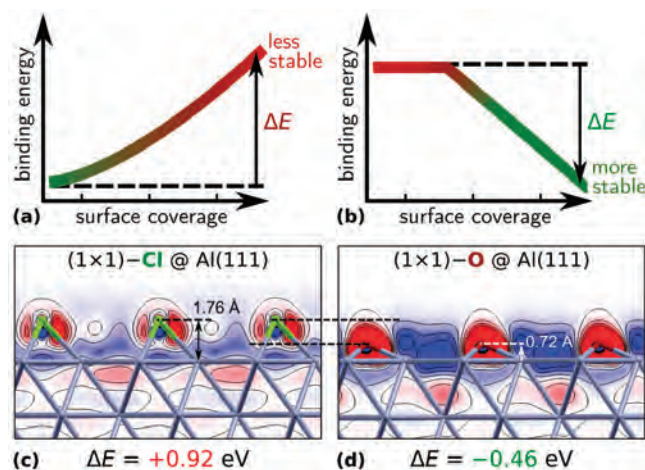 binding energy
less
stable
ΔE
(a)
surface coverage
binding energy
ΔE
more
stable
(b)
surface coverage
(1×1)−Cl @ Al(111)
1.76 Å
(1×1)−O @ Al(111)
0.72 Å
(c)
ΔE = +0.92 eV
(d)
ΔE = −0.46 eV